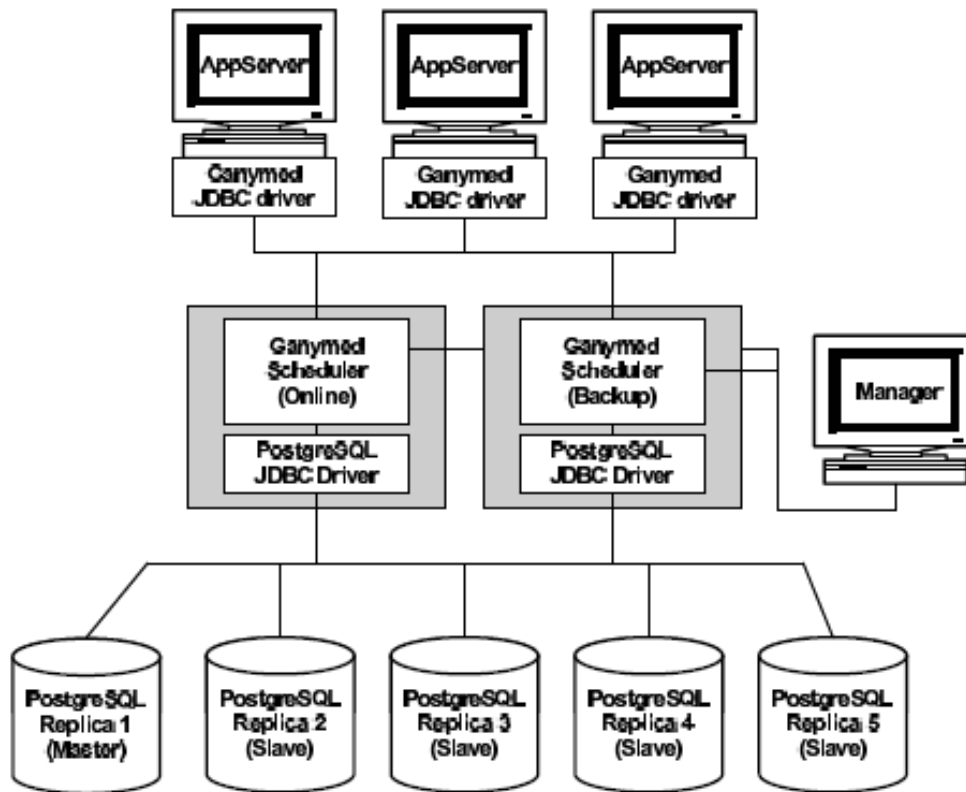 AppServer
AppServer
AppServer
Ganymed
JDBC driver
Ganymed
JDBC driver
Ganymed
JDBC driver
Ganymed
Scheduler
(Online)
Ganymed
Scheduler
(Backup)
Manager
PostgreSQL
JDBC Driver
PostgreSQL
JDBC Driver
PostgreSQL
Replica 1
(Master)
PostgreSQL
Replica 2
(Slave)
PostgreSQL
Replica 3
(Slave)
PostgreSQL
Replica 4
(Slave)
PostgreSQL
Replica 5
(Slave)